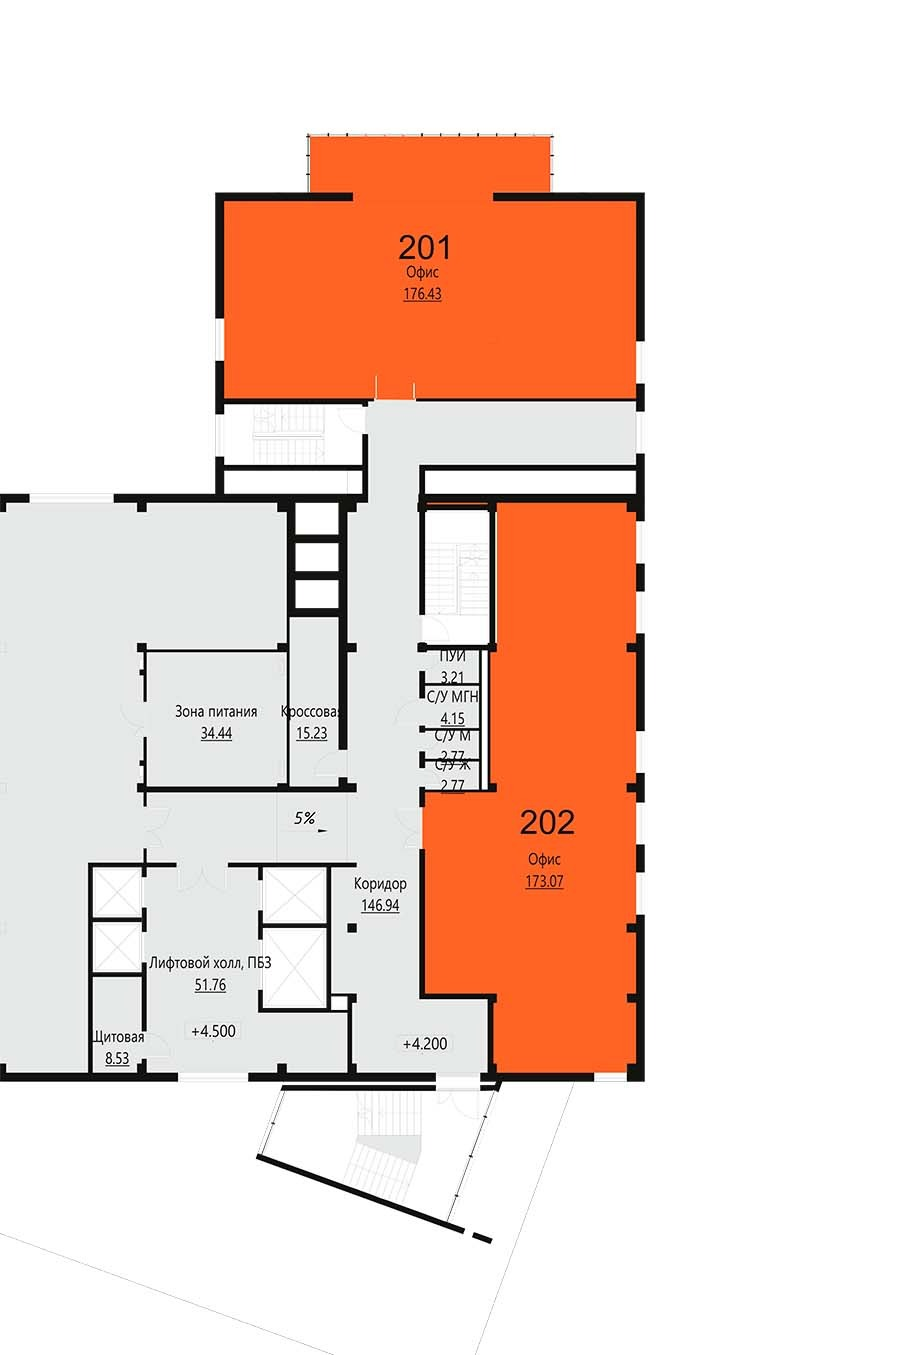 201
Офис
176.43
ПУИ
3.21
С/У МГН
4.15
С/У М
2.77
С/У Ж
2.77
Зона питания
34.44
Кроссовая
15.23
5%
202
Офис
173.07
Коридор
146.94
Лифтовой холл, ПБЗ
51.76
+4.500
Щитовая
8.53
+4.200